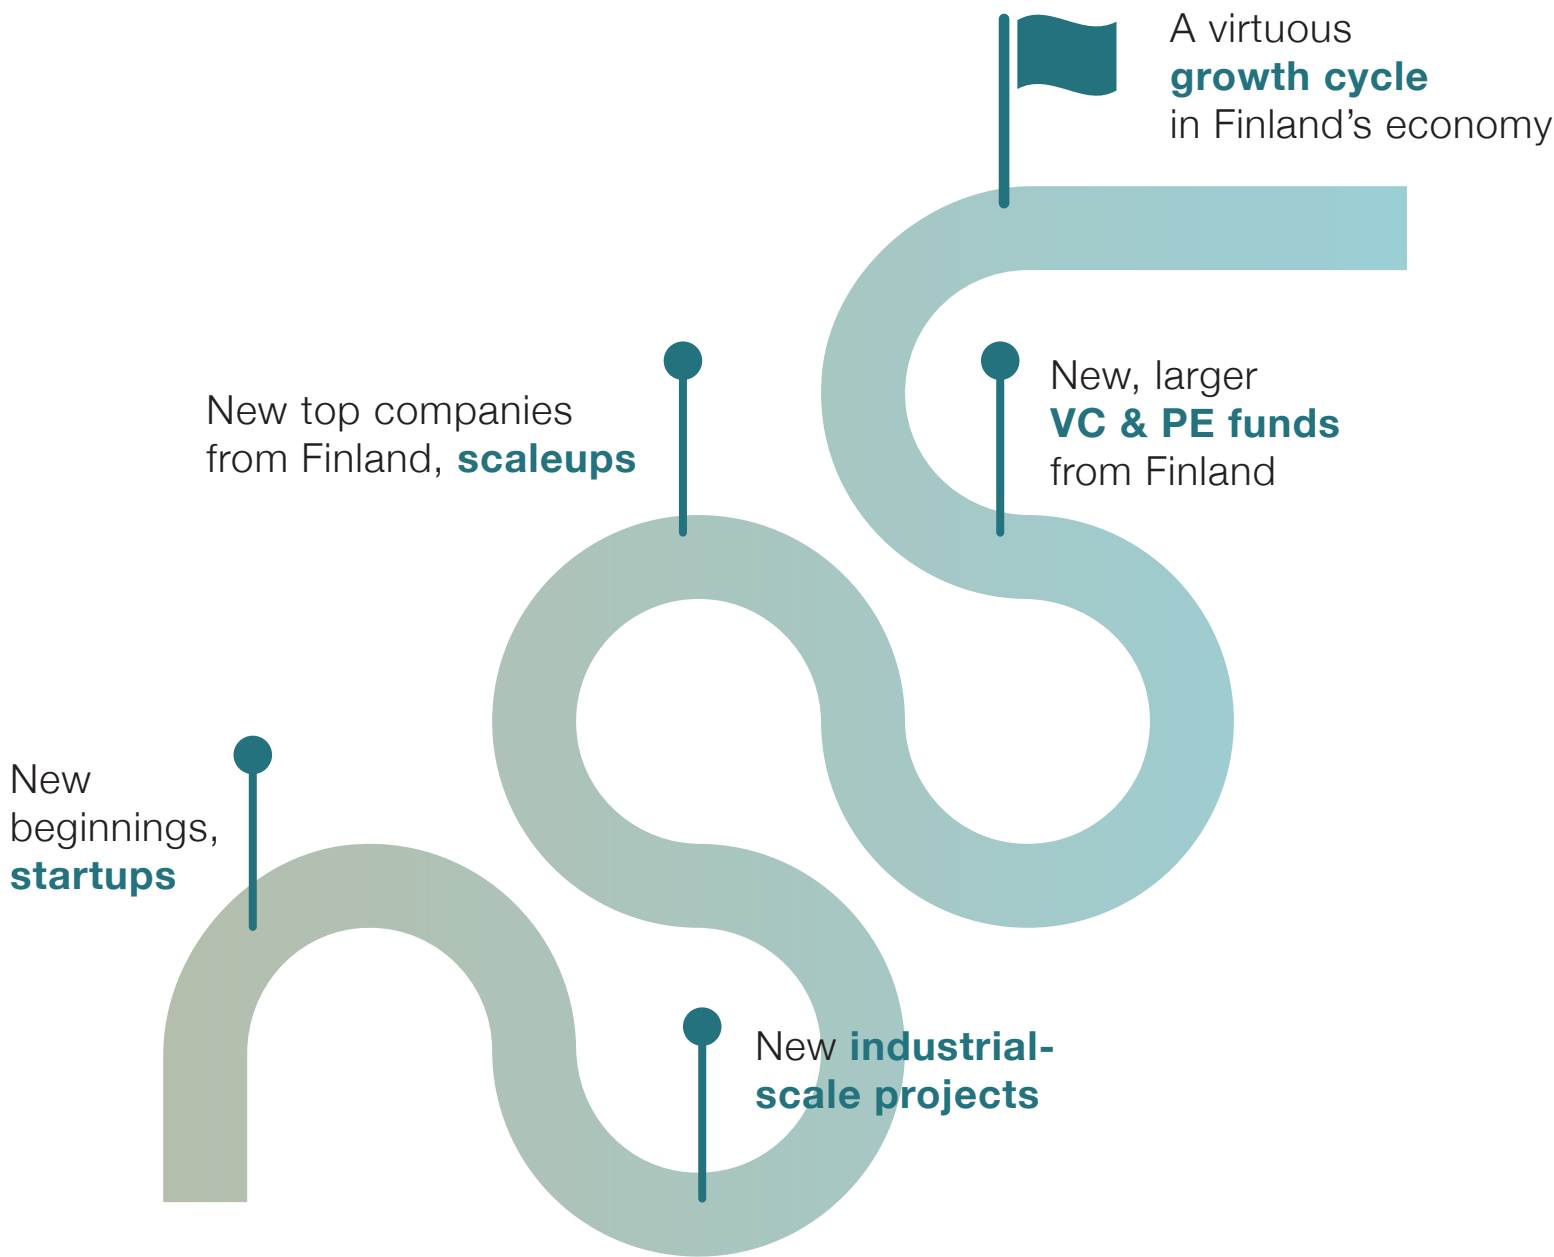 A virtuous
growth cycle
in Finland’s economy
New top companies
from Finland, scaleups
New, larger
VC & PE funds
from Finland
New
beginnings,
startups
New industrial-
scale projects